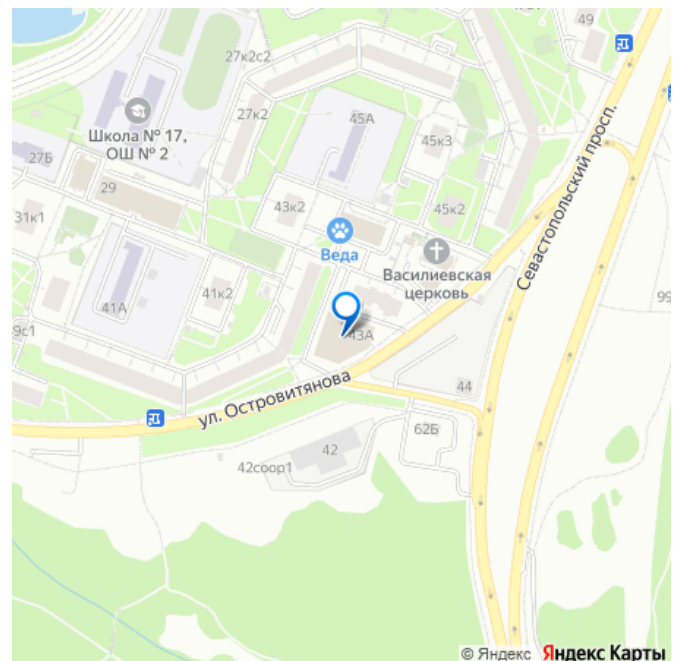 49
27к2с2
27к2
45А
45к3
Школа № 17,
ОШ № 2
27Б
29
31к1
43к2
45к2
Веда
Василиевская
церковь
Севастопольский просп.
41А
41к2
9с1
43А
99
44
ул. Островитянова
62Б
42
42соор1
© Яндекс Яндекс Карты